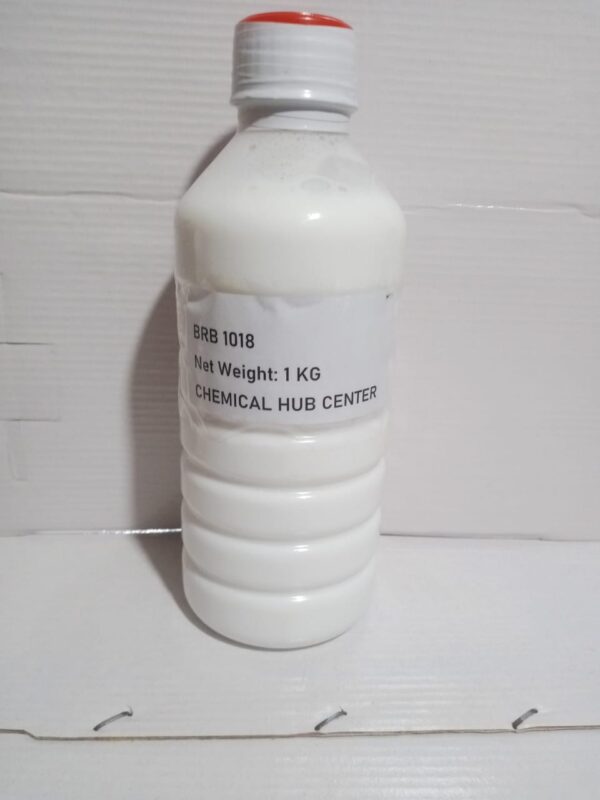 BRB 1018
Net Weight: 1 KG
CHEMICAL HUB CENTER